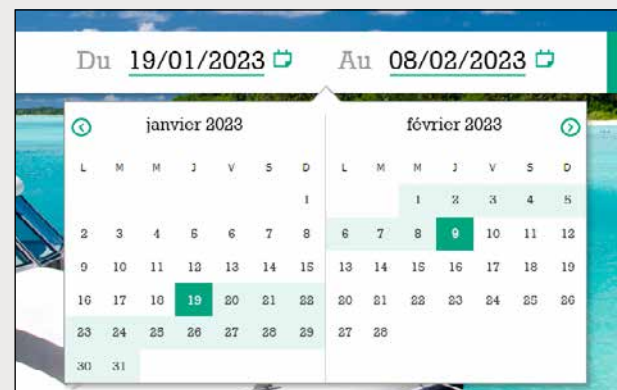 Du 19/01/2023 Au 08/02/2023
janvier 2023 février 2023
L M M J V S D L M M J V S D
1 1 2 3 4 5
2 3 4 5 6 7 8 6 7 8 9 10 11 12
9 10 11 12 13 14 15 13 14 15 16 17 18 19
16 17 18 19 20 21 22 20 21 22 23 24 25 26
23 24 25 26 27 28 29 27 28
30 31